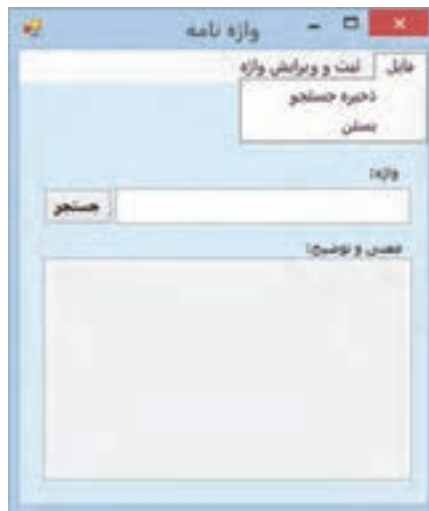 واژه نامه
فایل
ثبت و ویرایش واژه
ذخیره جستجو
بستن
واژه:
جستجو
معنی و توضیح: